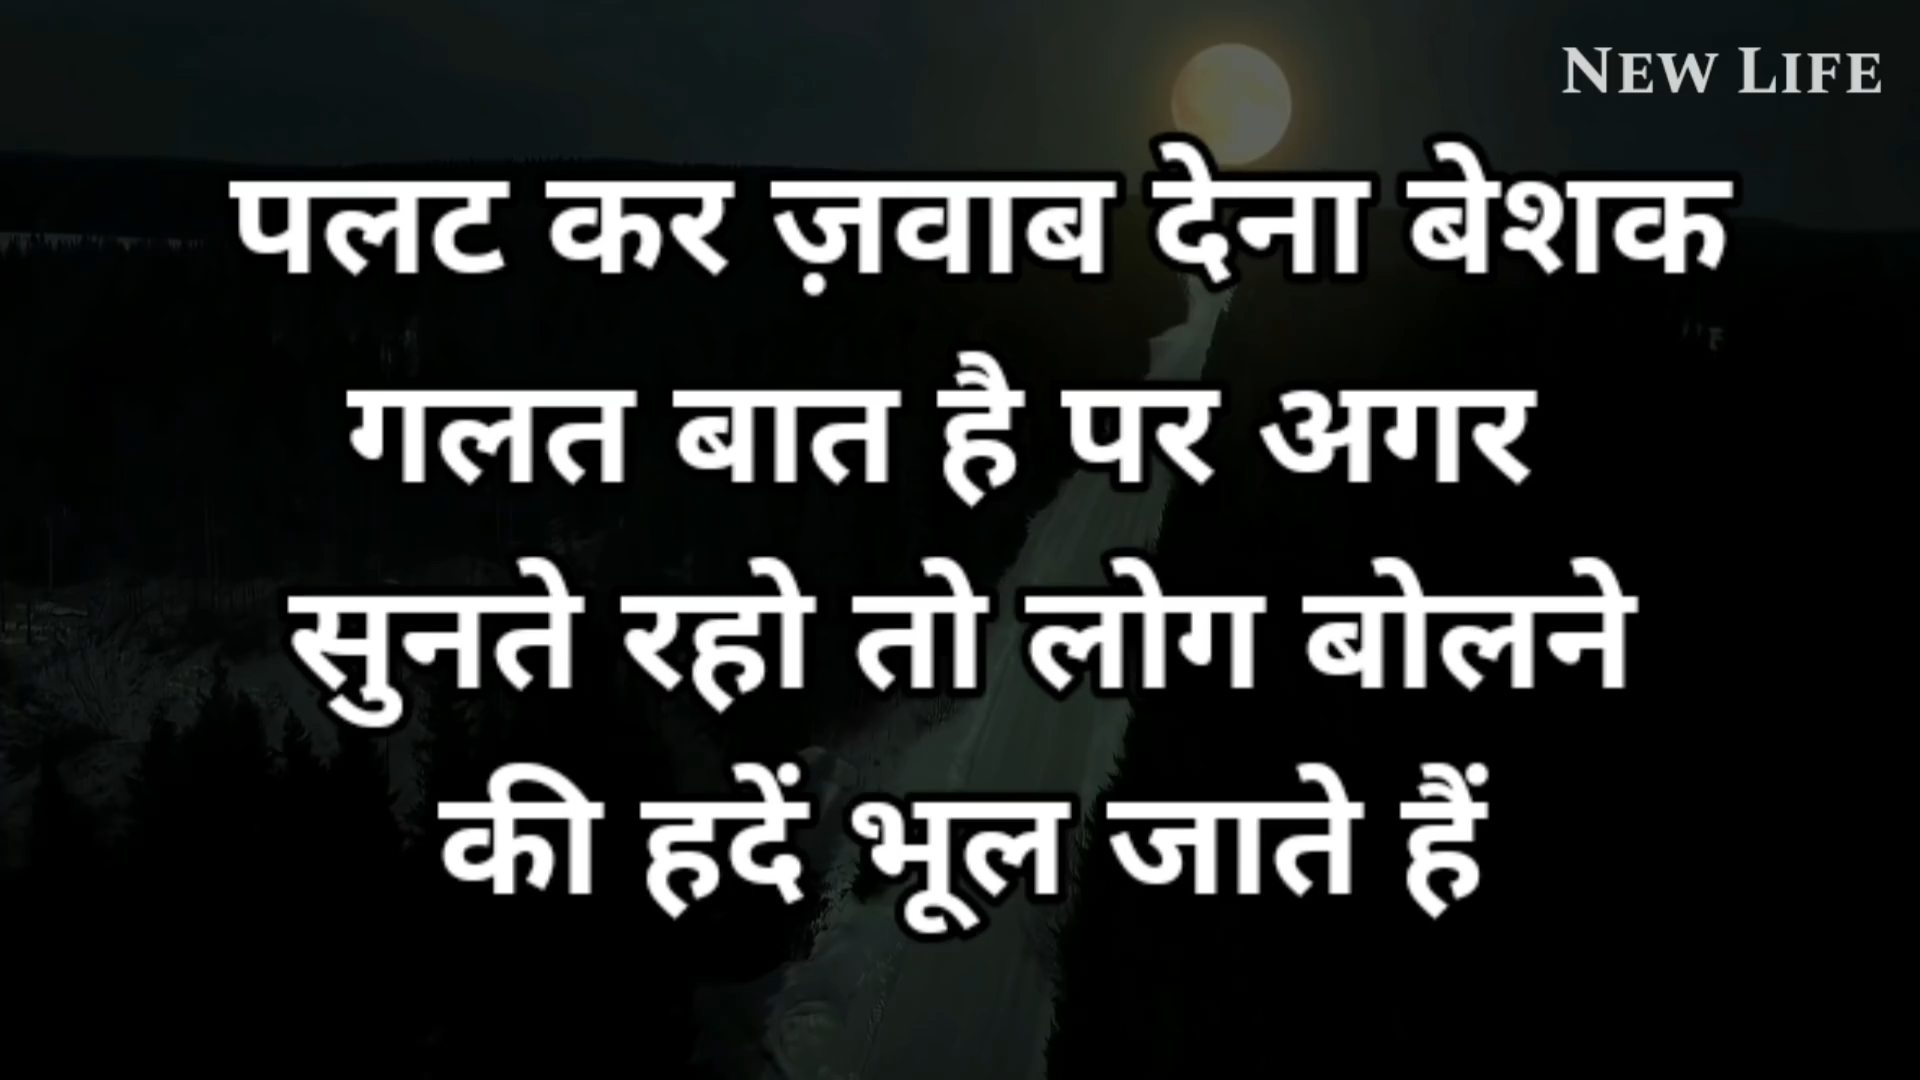 NEW LIFE
पलट कर ज़वाब देना बेशक
गलत बात है पर अगर
सुनते रहो तो लोग बोलने
की हदें भूल जाते हैं